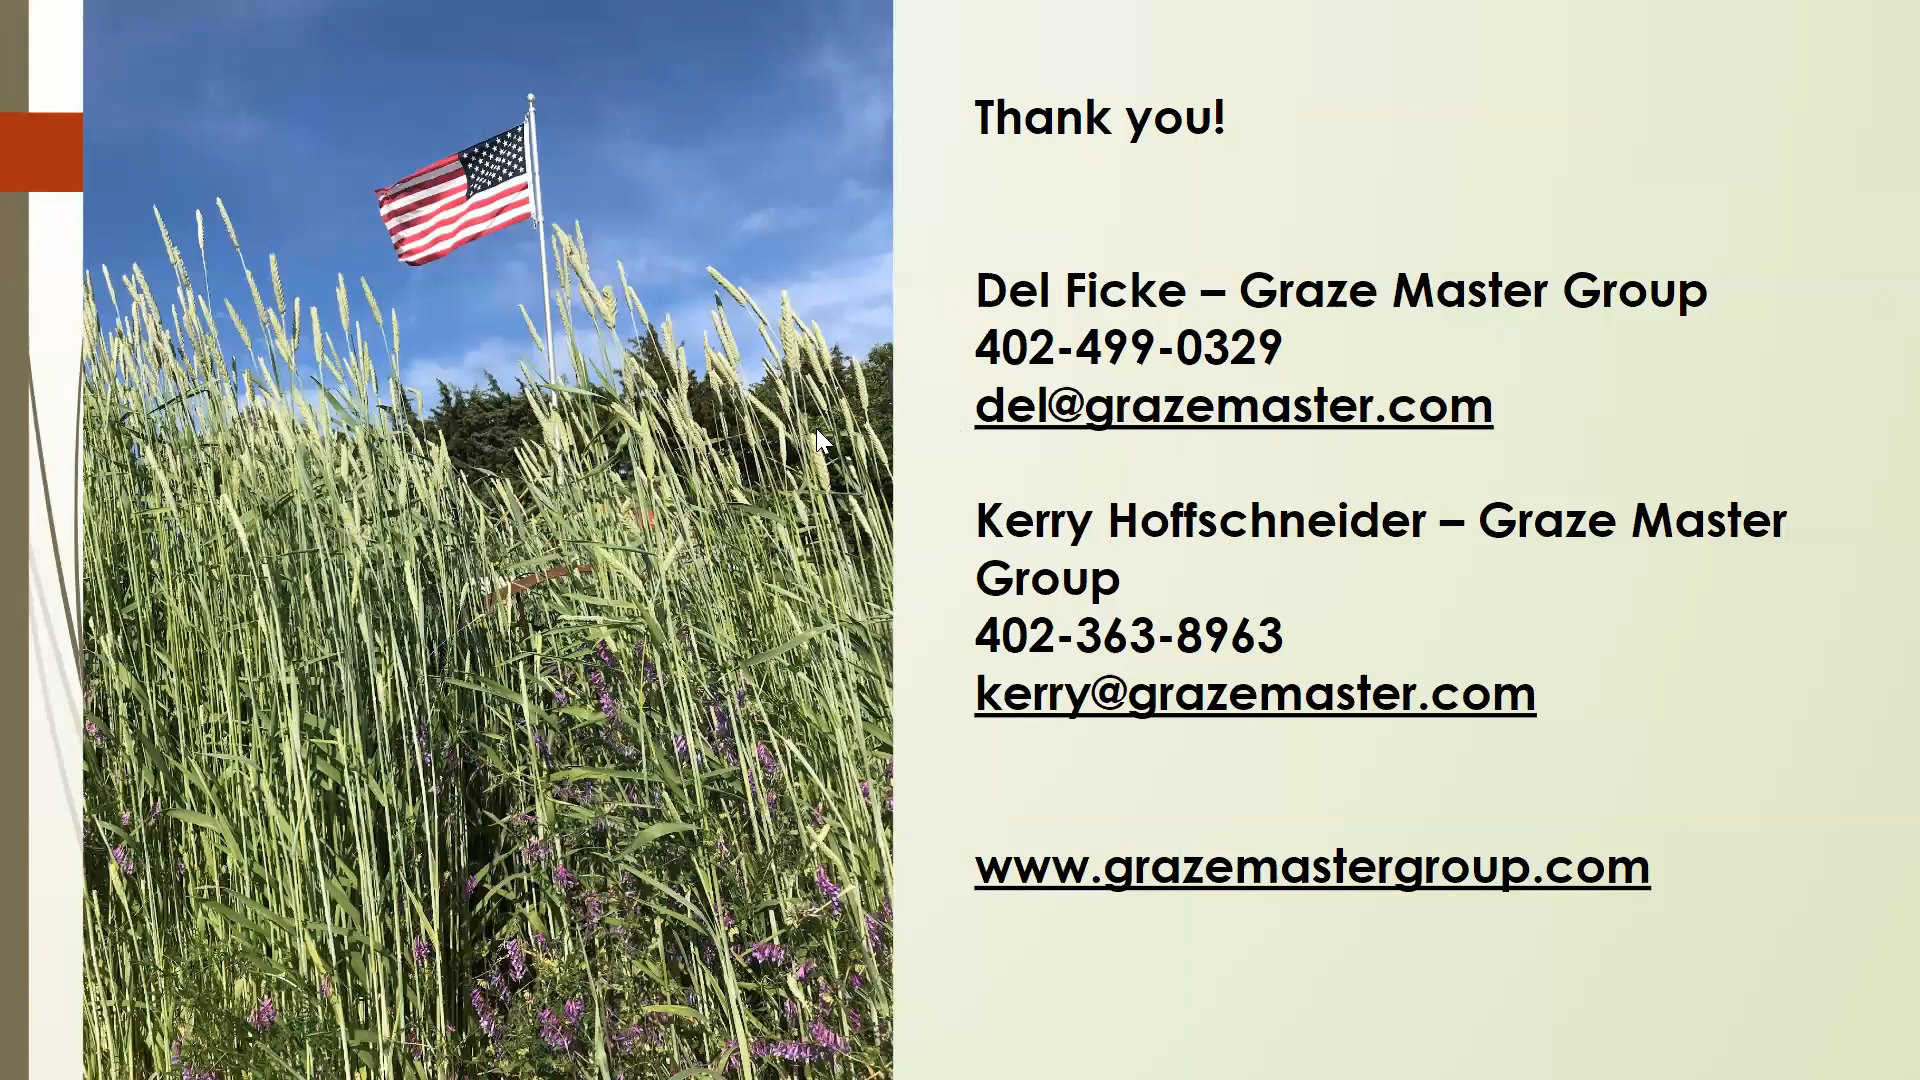 Thank you!
Del Ficke – Graze Master Group
402-499-0329
del@grazemaster.com
Kerry Hoffschneider – Graze Master
Group
402-363-8963
kerry@grazemaster.com
www.grazemastergroup.com